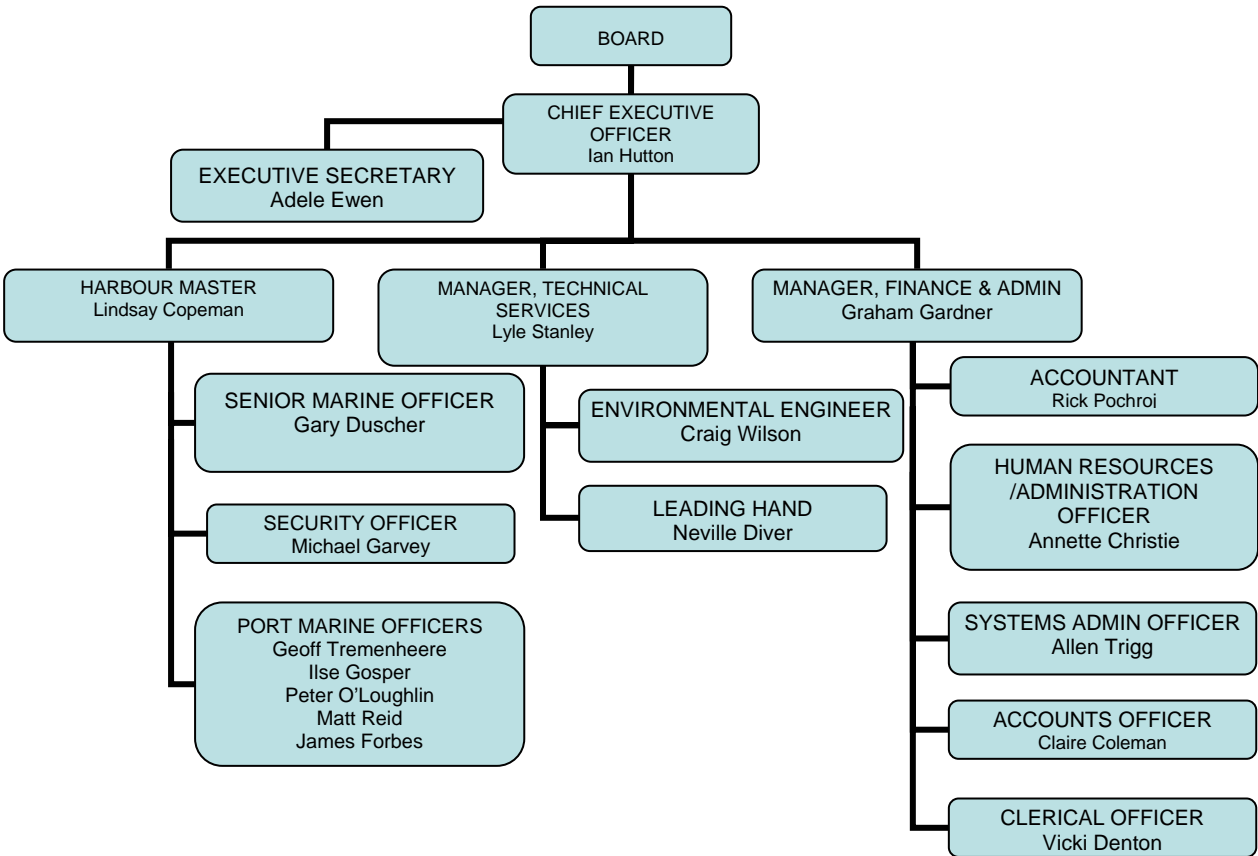 BOARD
CHIEF EXECUTIVE
OFFICER
Ian Hutton
EXECUTIVE SECRETARY
Adele Ewen
HARBOUR MASTER
Lindsay Copeman
MANAGER, TECHNICAL
SERVICES
Lyle Stanley
MANAGER, FINANCE & ADMIN
Graham Gardner
SENIOR MARINE OFFICER
Gary Duscher
SECURITY OFFICER
Michael Garvey
PORT MARINE OFFICERS
Geoff Tremenheere
Ilse Gosper
Peter O’Loughlin
Matt Reid
James Forbes
ENVIRONMENTAL ENGINEER
Craig Wilson
LEADING HAND
Neville Diver
ACCOUNTANT
Rick Pochroj
HUMAN RESOURCES
/ADMINISTRATION
OFFICER
Annette Christie
SYSTEMS ADMIN OFFICER
Allen Trigg
ACCOUNTS OFFICER
Claire Coleman
CLERICAL OFFICER
Vicki Denton